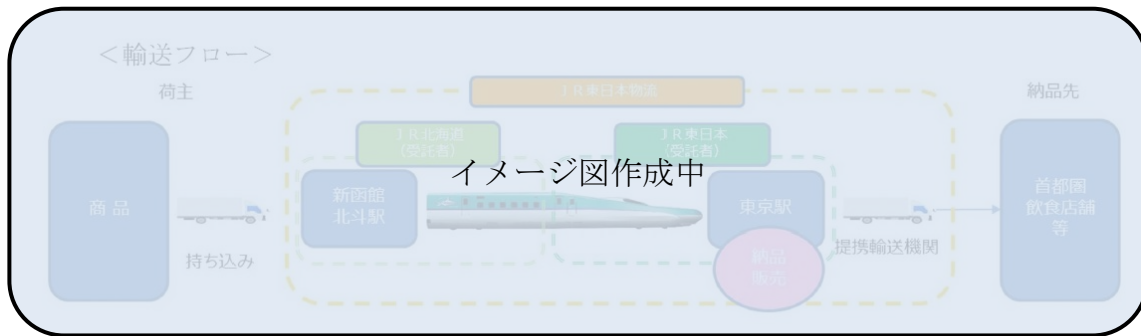 ＜輸送フロー＞
荷主
納品先
ＪＲ東日本物流
ＪＲ北海道
（受託者）
ＪＲ東日本
（受託者）
イメージ図作成中
商品
新函館
北斗駅
東京駅
首都圏
飲食店舗
等
持ち込み
提携輸送機関
納品
販売